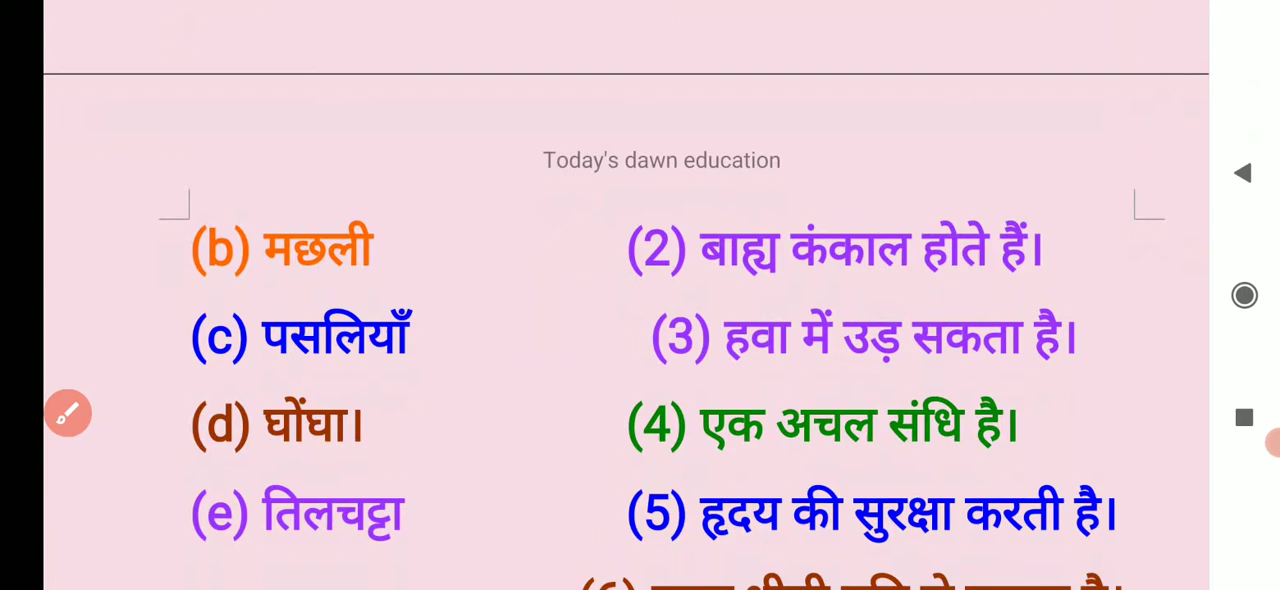 Today's dawn education
(b) मछली (2) बाह्य कंकाल होते हैं।
(c) पसलियाँ (3) हवा में उड़ सकता है।
(d) घोंघा। (4) एक अचल संधि है।
(e) तिलचट्टा (5) हृदय की सुरक्षा करती है।